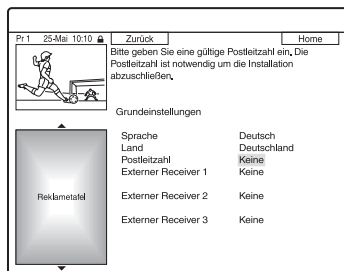 Pr 1 25-Mai 10:10 Zurück Home
Bitte geben Sie eine gültige Postleitzahl ein. Die
Postleitzahl ist notwendig um die Installation
abzuschließen.
Grundeinstellungen
Sprache Deutsch
Land Deutschland
Postleitzahl Keine
Externer Receiver 1 Keine
Reklametafel
Externer Receiver 2 Keine
Externer Receiver 3 Keine